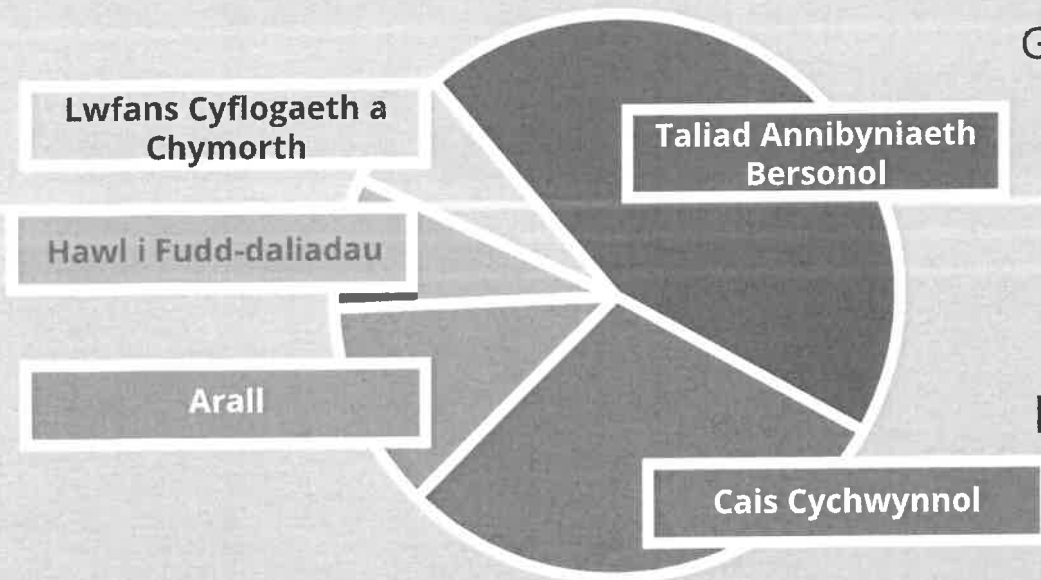 G
Lwfans Cyflogaeth a
Chymorth
Taliad Annibyniaeth
Bersonol
Hawl i Fudd-daliadau
Arall
Cais Cychwynnol